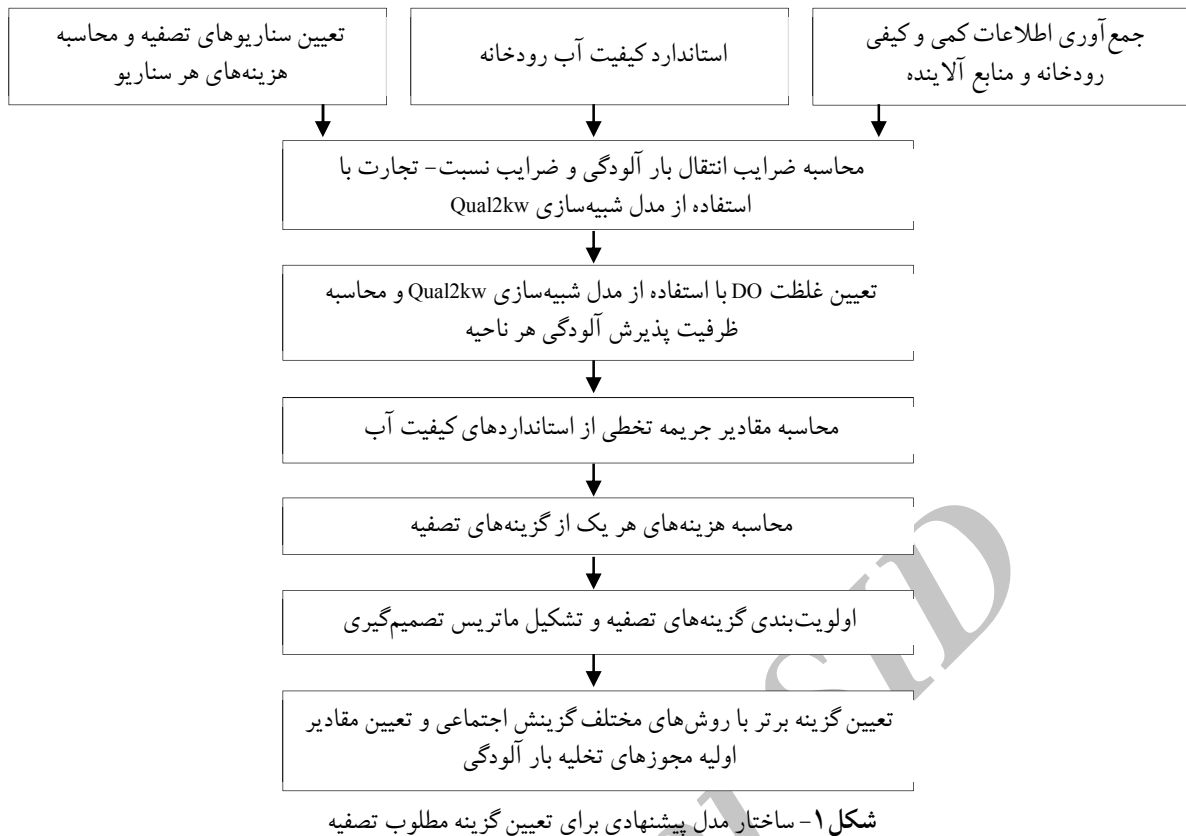 جمع‌آوری اطلاعات کمی و کیفی
رودخانه و منابع آلاینده
استاندارد کیفیت آب رودخانه
تعیین سناریوهای تصفیه و محاسبه
هزینه‌های هر سناریو
محاسبه ضرایب انتقال بار آلودگی و ضرایب نسبت- تجارت با
استفاده از مدل شبیه‌سازی Qual2kw
تعیین غلظت DO با استفاده از مدل شبیه‌سازی Qual2kw و محاسبه
ظرفیت پذیرش آلودگی هر ناحیه
محاسبه مقادیر جریمه تخطی از استانداردهای کیفیت آب
محاسبه هزینه‌های هر یک از گزینه‌های تصفیه
اولویت‌بندی گزینه‌های تصفیه و تشکیل ماتریس تصمیم‌گیری
تعیین گزینه برتر با روش‌های مختلف گزینش اجتماعی و تعیین مقادیر
اولیه مجوزهای تخلیه بار آلودگی
شکل ۱- ساختار مدل پیشنهادی برای تعیین گزینه مطلوب تصفیه
SID